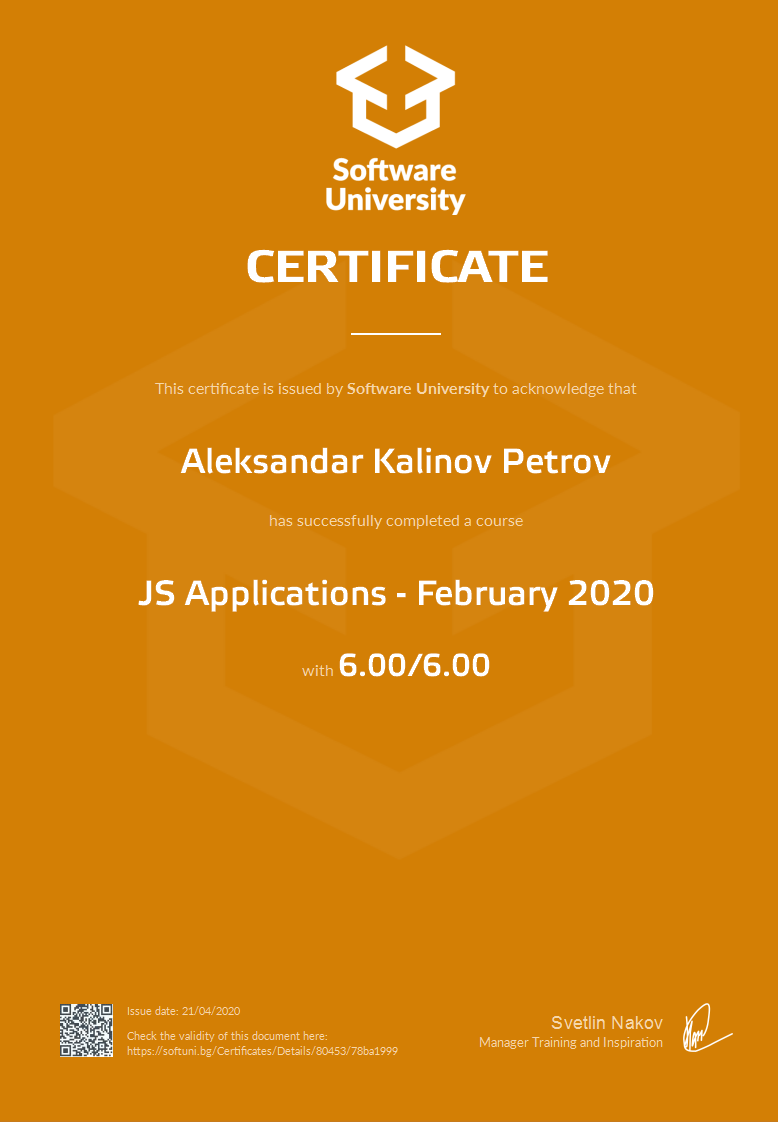 Software
University
CERTIFICATE
This certificate is issued by Software University to acknowledge that
Aleksandar Kalinov Petrov
has successfully completed a course
JS Applications - February 2020
with 6.00/6.00
Issue date: 21/04/2020
Check the validity of this document here:
https://softuni.bg/Certificates/Details/80453/78ba1999
Svetlin Nakov
Manager Training and Inspiration